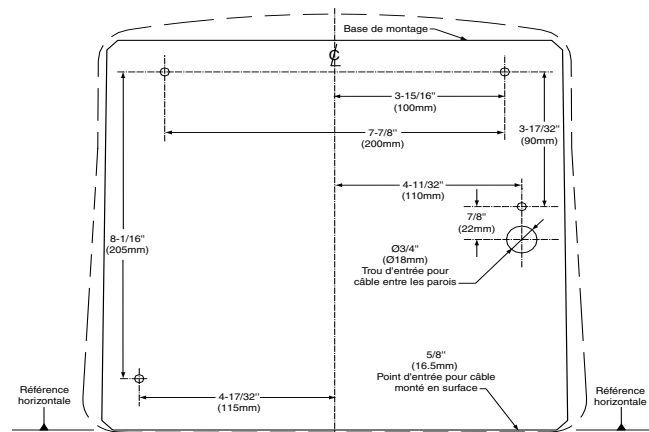 Base de montage
℄
3-15/16"
(100mm)
3-17/32"
(90mm)
7-7/8"
(200mm)
4-11/32"
(110mm)
7/8"
(22mm)
8-1/16"
(205mm)
Ø3/4"
(Ø18mm)
Trou d'entrée pour
câble entre les parois
5/8"
(16.5mm)
Point d'entrée pour câble
monté en surface
Référence
horizontale
4-17/32"
(115mm)
Référence
horizontale